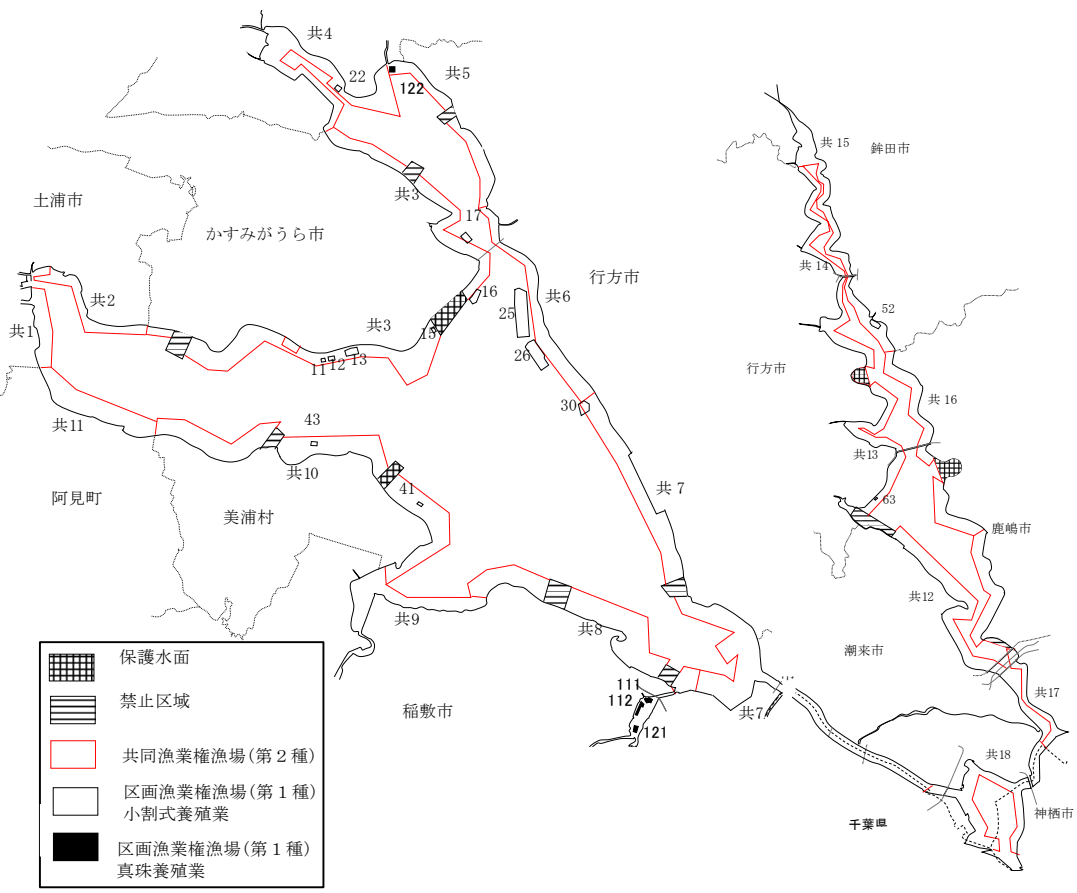 共4
22
共5
122
共 15
鉾田市
共3
土浦市
17
かすみがうら市
共 14
行方市
共2
16
共6
52
共1
共3
15
25
行方市
26
11 12 13
共 16
30
43
共11
共10
共13
阿見町
41
共 7
63
美浦村
鹿嶋市
共9
共8
共12
潮来市
保護水面
禁止区域
111
112
共7
共17
稲敷市
121
共同漁業権漁場(第２種)
共18
区画漁業権漁場(第１種)
小割式養殖業
神栖市
千葉県
区画漁業権漁場(第１種)
真珠養殖業